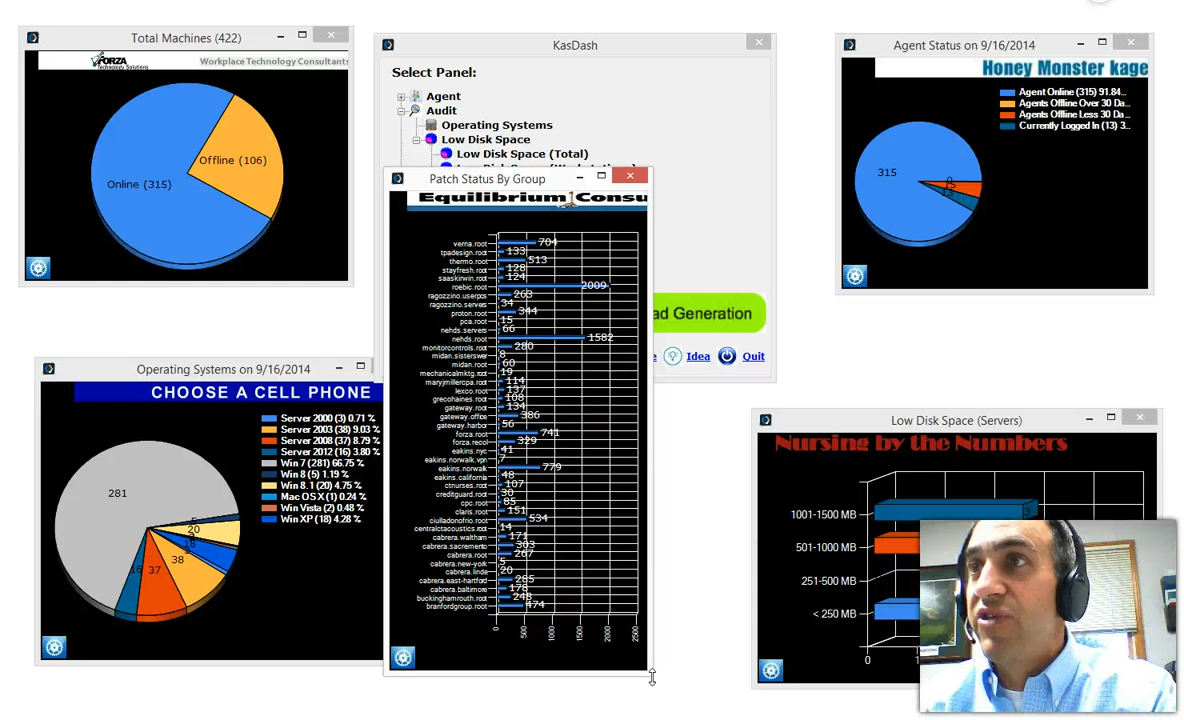 Total Machines (422)
FORZA
Technology Solutions
Workplace Technology Consultants
Offline (106)
Online (315)
KasDash
Select Panel:
Agent
Audit
Operating Systems
Low Disk Space
Low Disk Space (Total)
ad Generation
Idea
Quit
Agent Status on 9/16/2014
Honey Monster kage
Agent Online (315) 91.84...
Agents Offline Over 30 Da...
Agents Offline Less 30 Da...
Currently Logged In (13) 3...
315
Patch Status By Group
Equilibrium Consu
verna.root 704
tpadesign.root 133
thermo.root 513
stayfresh.root 128
saaskirwin.root 124
roebic.root 2009
ragozzino.userpcs 263
ragozzino.servers 34
proton.root 344
pca.root 15
nehds.servers 66
nehds.root 1582
monitorcontrols.root 280
midan.sisterswer 8
midan.root 60
mechanicalmktg.root 19
maryjmilleropa.root 114
lexco.root 137
grecohaines.root 108
gateway.root 134
gateway.office 386
gateway.harbor 56
forza.root 741
forza.recol 329
eakins.nyc 41
eakins.norwalk.vpn 7
eakins.norwalk 779
eakins.california 48
ctnurses.root 107
creditguard.root 30
cpc.root 85
claris.root 151
ciulladonofrio.root 534
centralctacoustics.root 14
cabrera.waltham 171
cabrera.sacremento 303
cabrera.root 267
cabrera.new-york 5
cabrera.linde 20
cabrera.east-hartford 285
cabrera.baltimore 178
buckinghamrouth.root 248
branfordgroup.root 474
0 500 1000 1500 2000 2500
Operating Systems on 9/16/2014
CHOOSE A CELL PHONE
Server 2000 (3) 0.71 %
Server 2003 (38) 9.03 %
Server 2008 (37) 8.79 %
Server 2012 (16) 3.80 %
Win 7 (281) 66.75 %
Win 8 (5) 1.19 %
Win 8.1 (20) 4.75 %
Mac OS X (1) 0.24 %
Win Vista (2) 0.48 %
Win XP (18) 4.28 %
281
20
38
37
16
Low Disk Space (Servers)
Nursing by the Numbers
1001-1500 MB
3
501-1000 MB
251-500 MB
< 250 MB
0